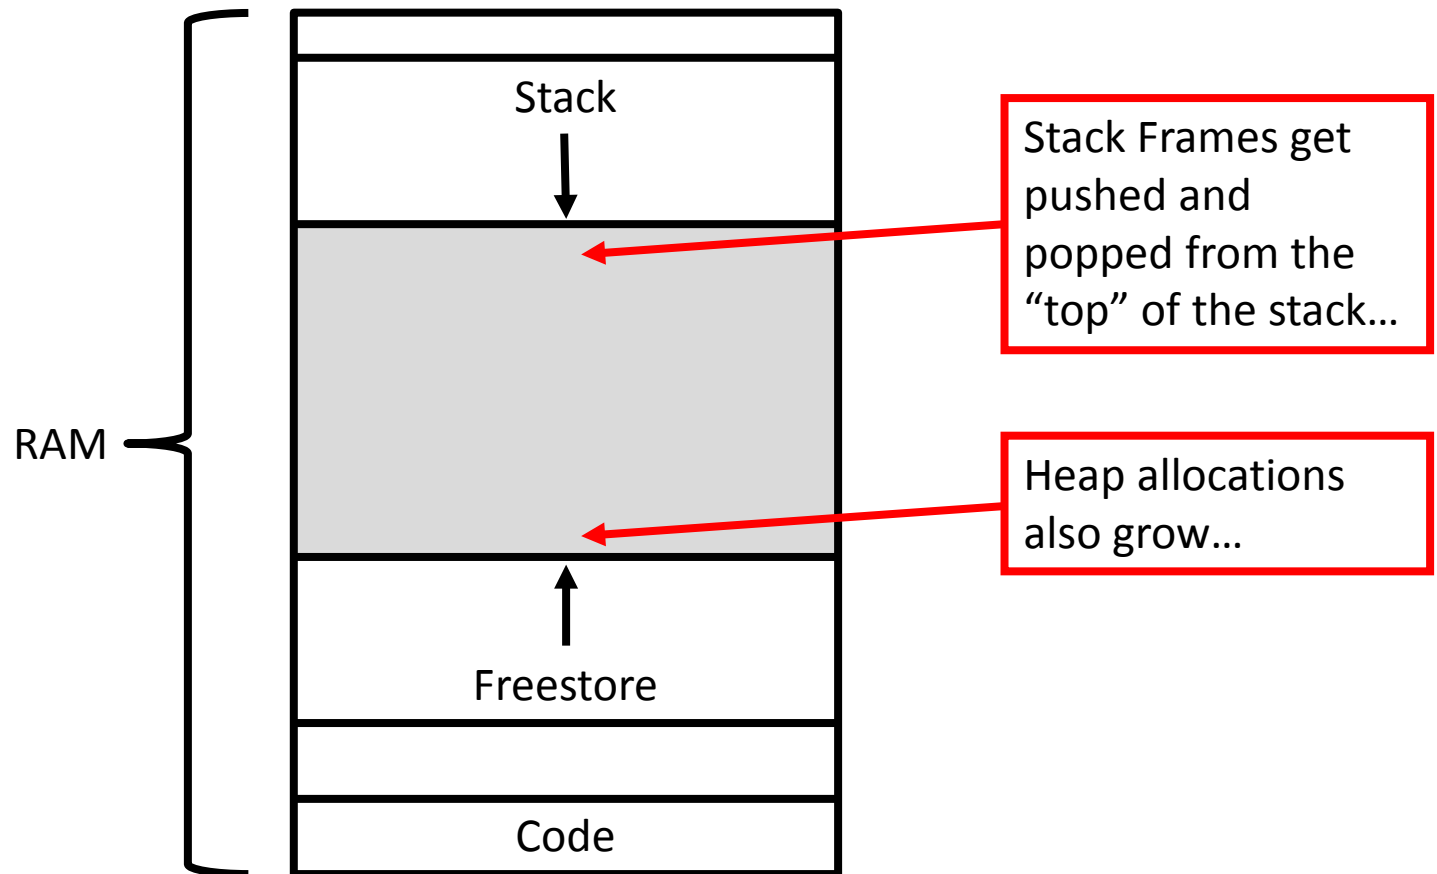 Stack
Stack Frames get
pushed and
popped from the
“top” of the stack…
RAM
Heap allocations
also grow…
Freestore
Code